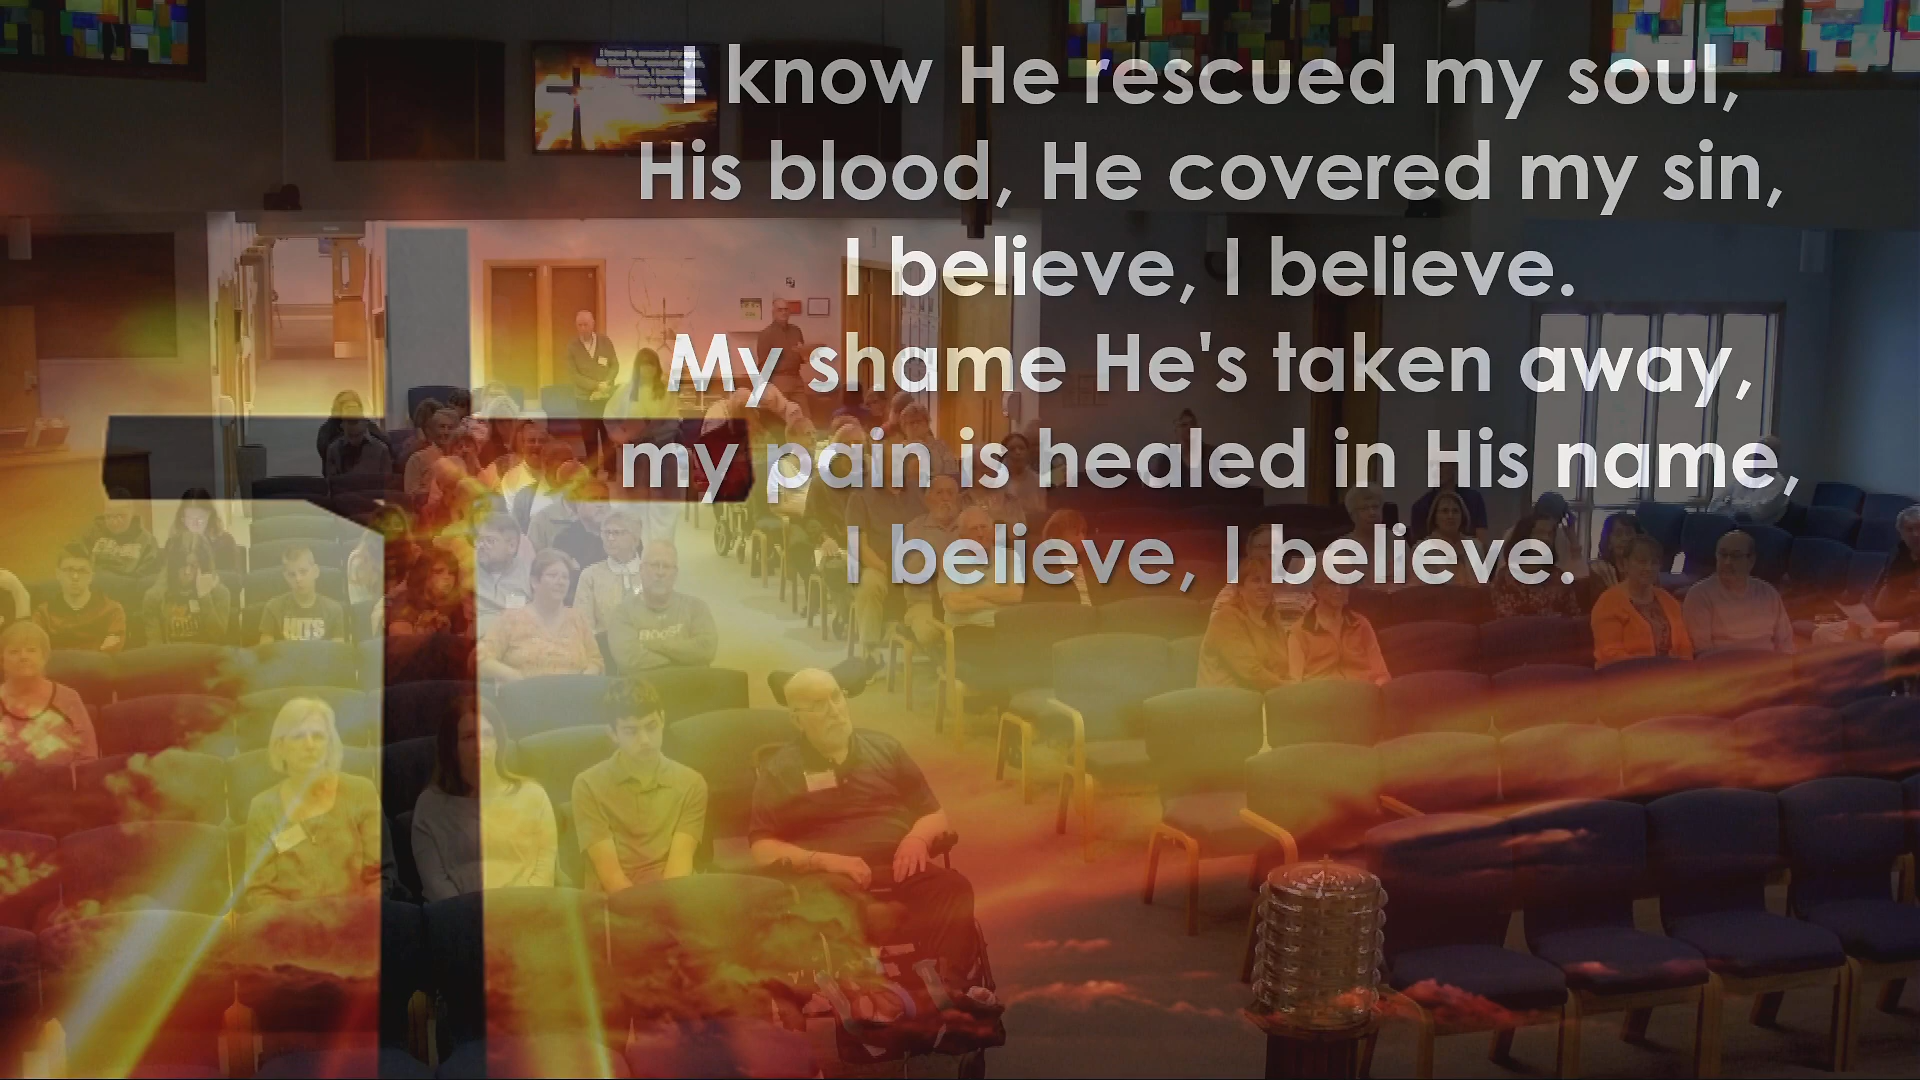 I know He rescued my soul,
His blood, He covered my sin,
I believe, I believe.
My shame He's taken away,
my pain is healed in His name,
I believe, I believe.